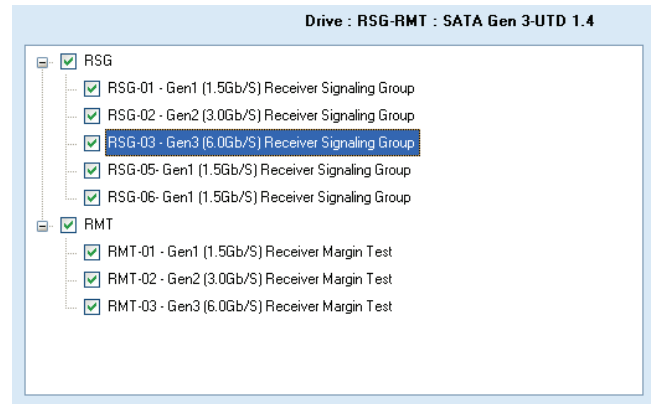 Drive : RSG-RMT : SATA Gen 3-UTD 1.4
RSG
RSG-01 - Gen1 (1.5Gb/S) Receiver Signaling Group
RSG-02 - Gen2 (3.0Gb/S) Receiver Signaling Group
RSG-03 - Gen3 (6.0Gb/S) Receiver Signaling Group
RSG-05- Gen1 (1.5Gb/S) Receiver Signaling Group
RSG-06- Gen1 (1.5Gb/S) Receiver Signaling Group
RMT
RMT-01 - Gen1 (1.5Gb/S) Receiver Margin Test
RMT-02 - Gen2 (3.0Gb/S) Receiver Margin Test
RMT-03 - Gen3 (6.0Gb/S) Receiver Margin Test